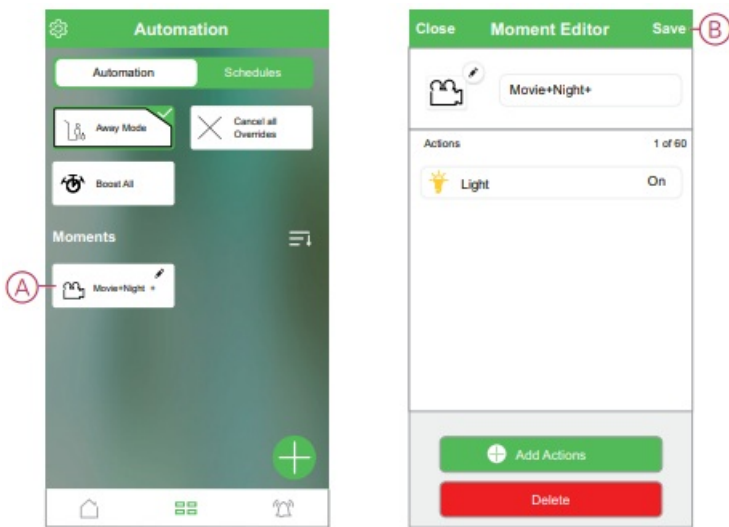 Automation
Automation
Schedules
Away Mode
Cancel all
Overrides
Boost All
Moments
A
Movie+Night +
Close
Moment Editor
Save
B
Movie+Night+
Actions
1 of 60
Light
On
Add Actions
Delete